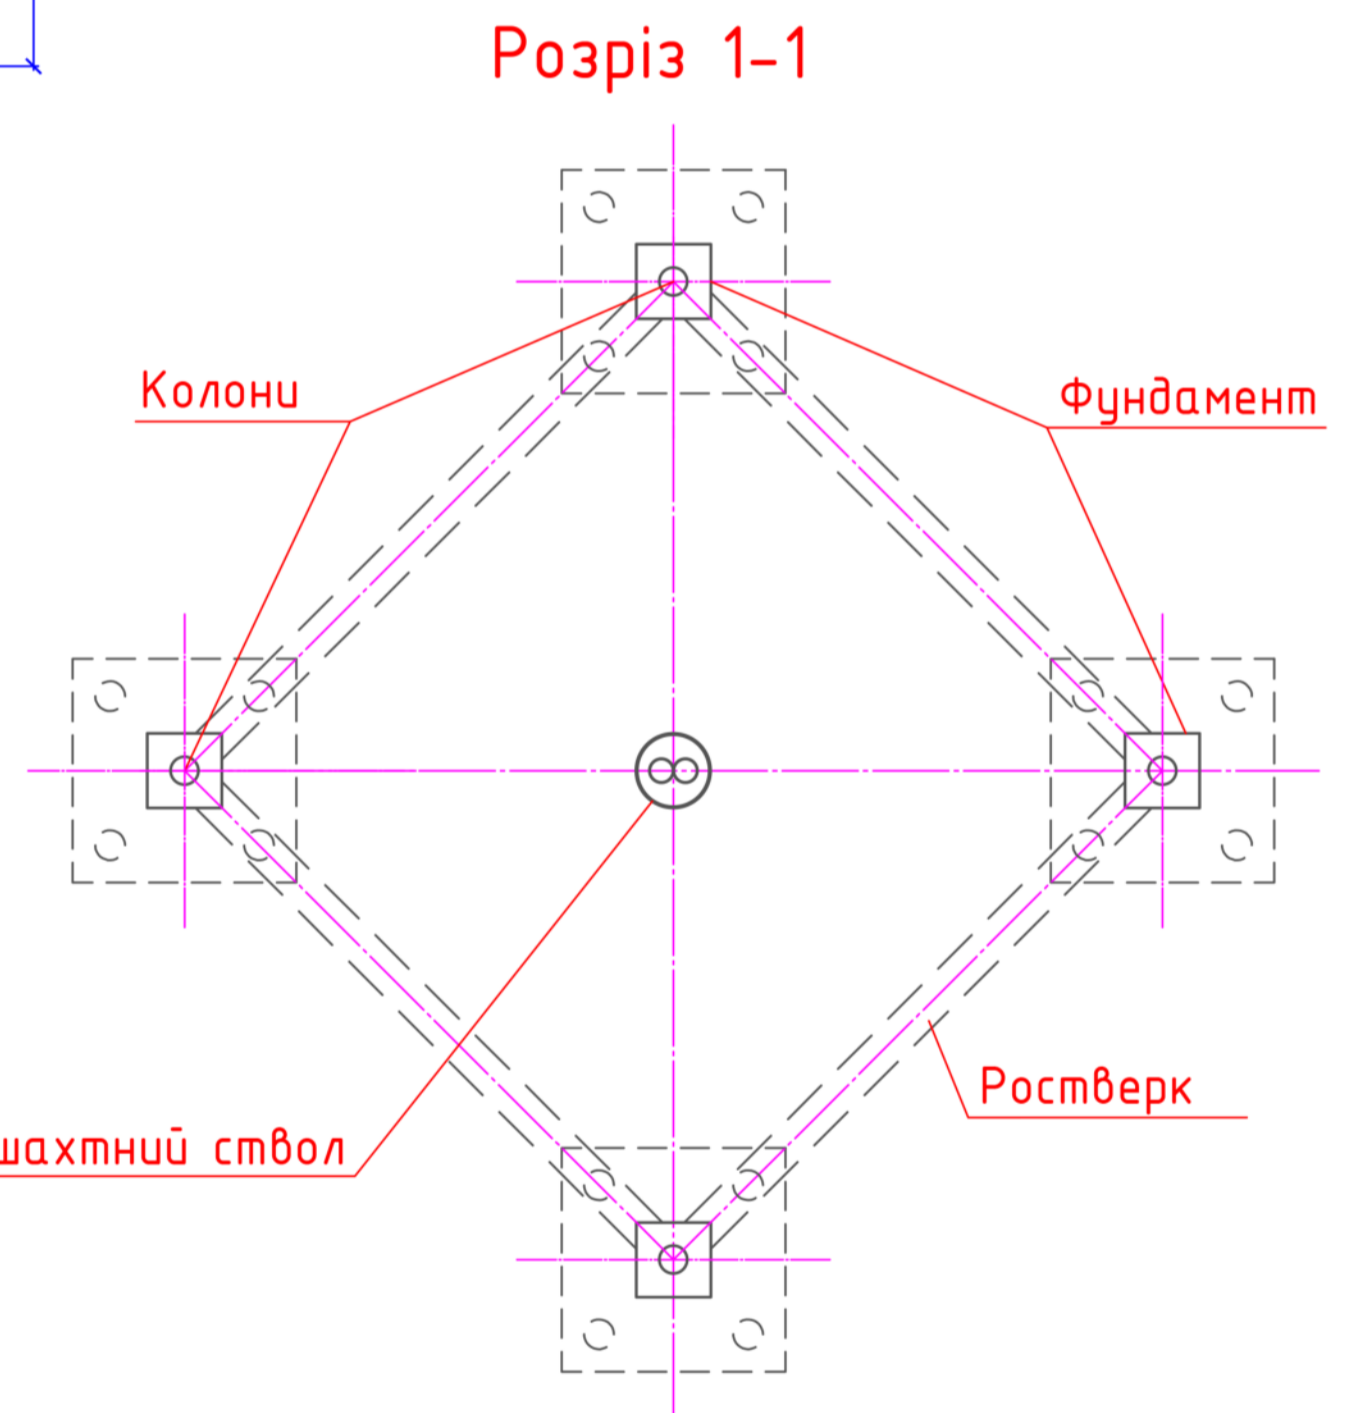 Розріз 1-1
Колони
Фундамент
Ростверк
шахтний ствол